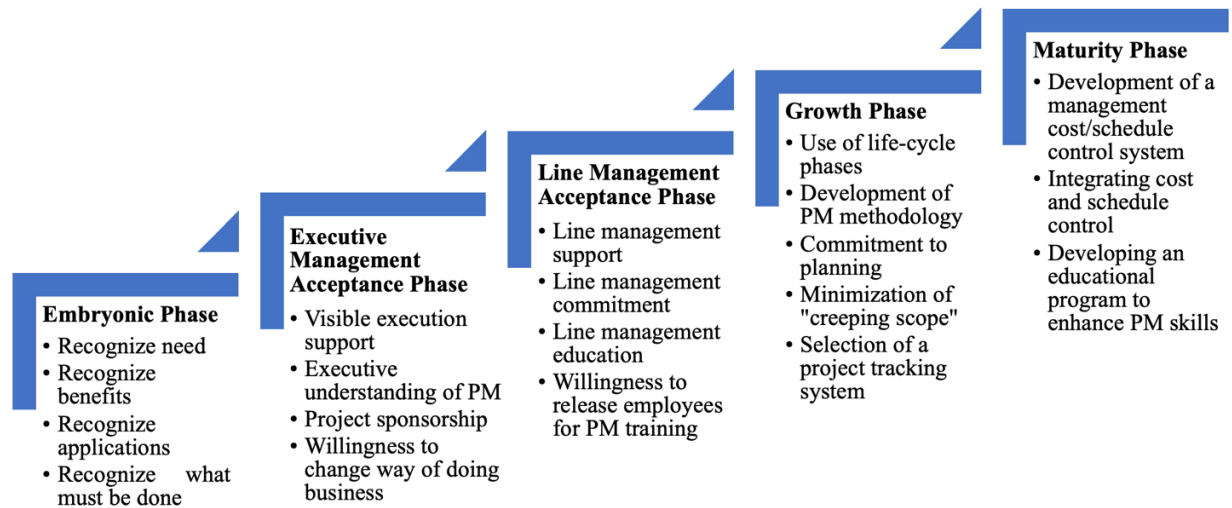 Embryonic Phase
• Recognize need
• Recognize
benefits
• Recognize
applications
• Recognize what
must be done
Executive
Management
Acceptance Phase
• Visible execution
support
• Executive
understanding of PM
• Project sponsorship
• Willingness to
change way of doing
business
Line Management
Acceptance Phase
• Line management
support
• Line management
commitment
• Line management
education
• Willingness to
release employees
for PM training
Growth Phase
• Use of life-cycle
phases
• Development of
PM methodology
• Commitment to
planning
• Minimization of
"creeping scope"
• Selection of a
project tracking
system
Maturity Phase
• Development of a
management
cost/schedule
control system
• Integrating cost
and schedule
control
• Developing an
educational
program to
enhance PM skills